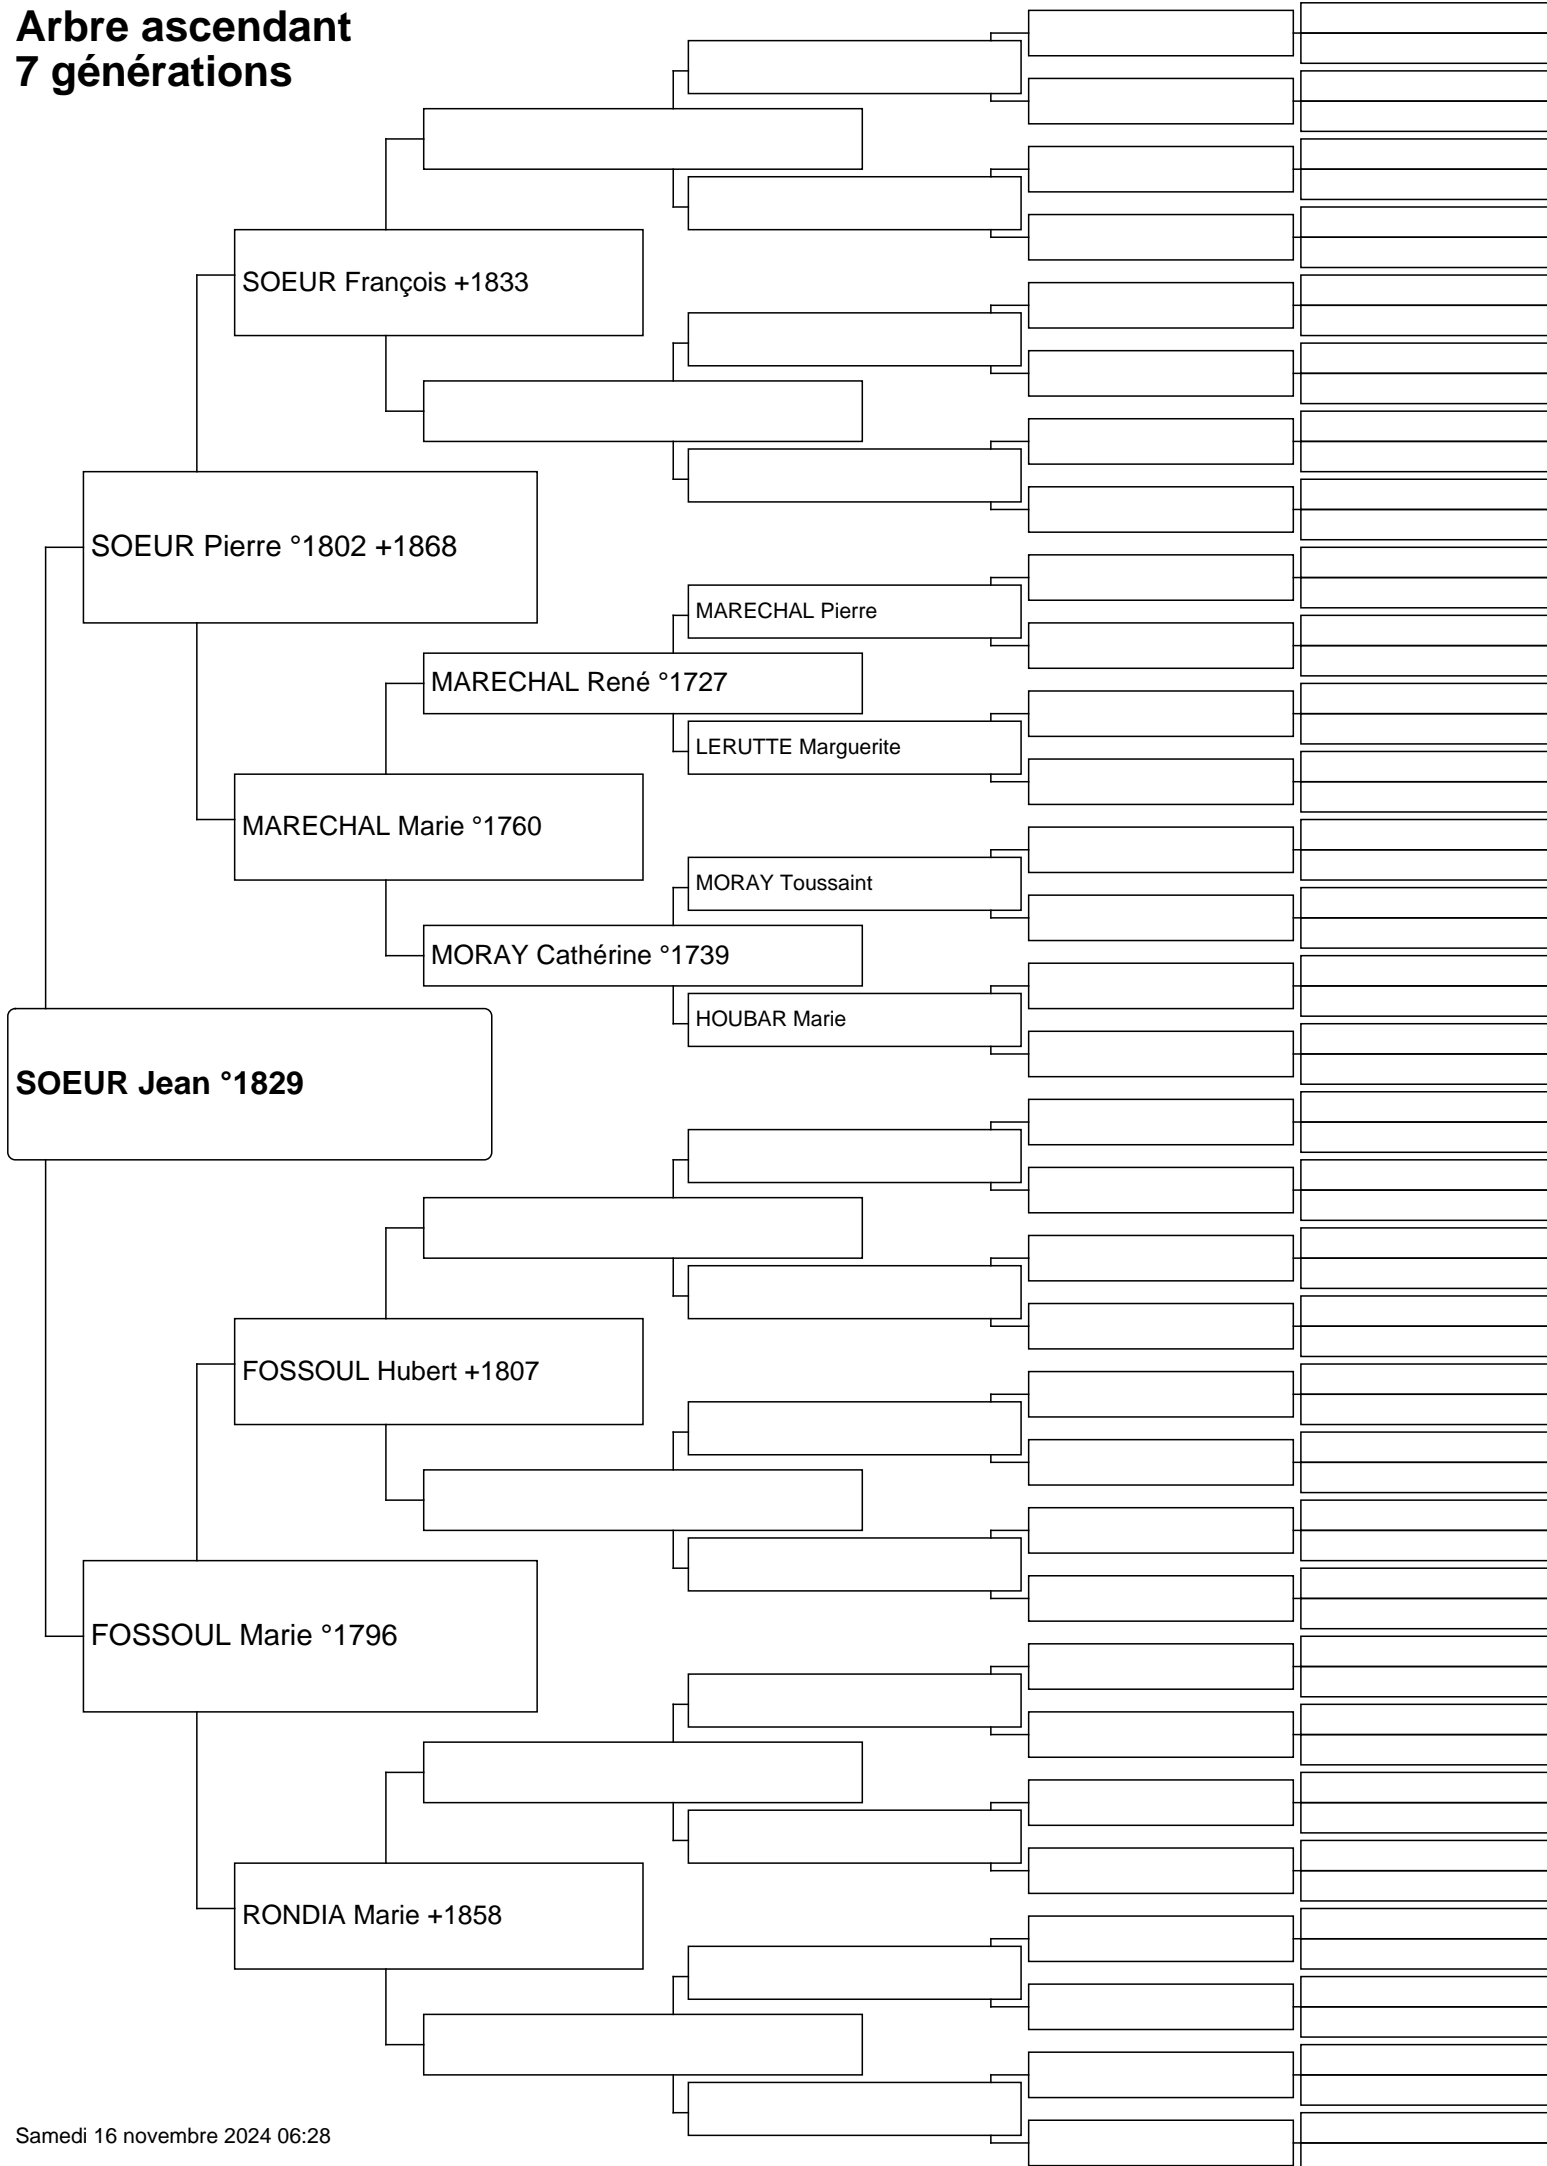 Arbre ascendant
7 générations
SOEUR François +1833
SOEUR Pierre °1802 +1868
MARECHAL Pierre
MARECHAL René °1727
LERUTTE Marguerite
MARECHAL Marie °1760
MORAY Toussaint
MORAY Cathérine °1739
HOUBAR Marie
SOEUR Jean °1829
FOSSOUL Hubert +1807
FOSSOUL Marie °1796
RONDIA Marie +1858
Samedi 16 novembre 2024 06:28